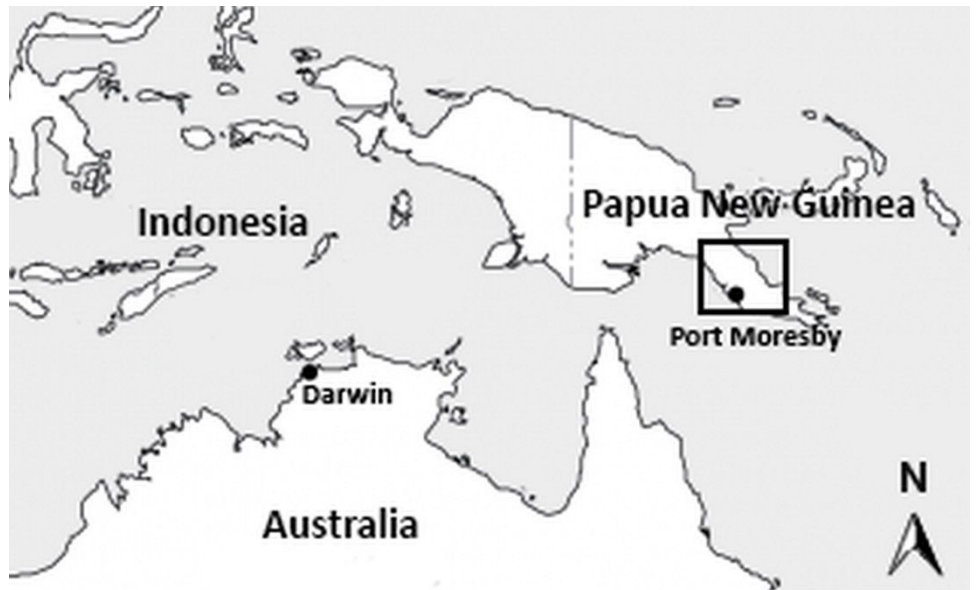 Papua New Guinea
Indonesia
Port Moresby
Darwin
N
Australia